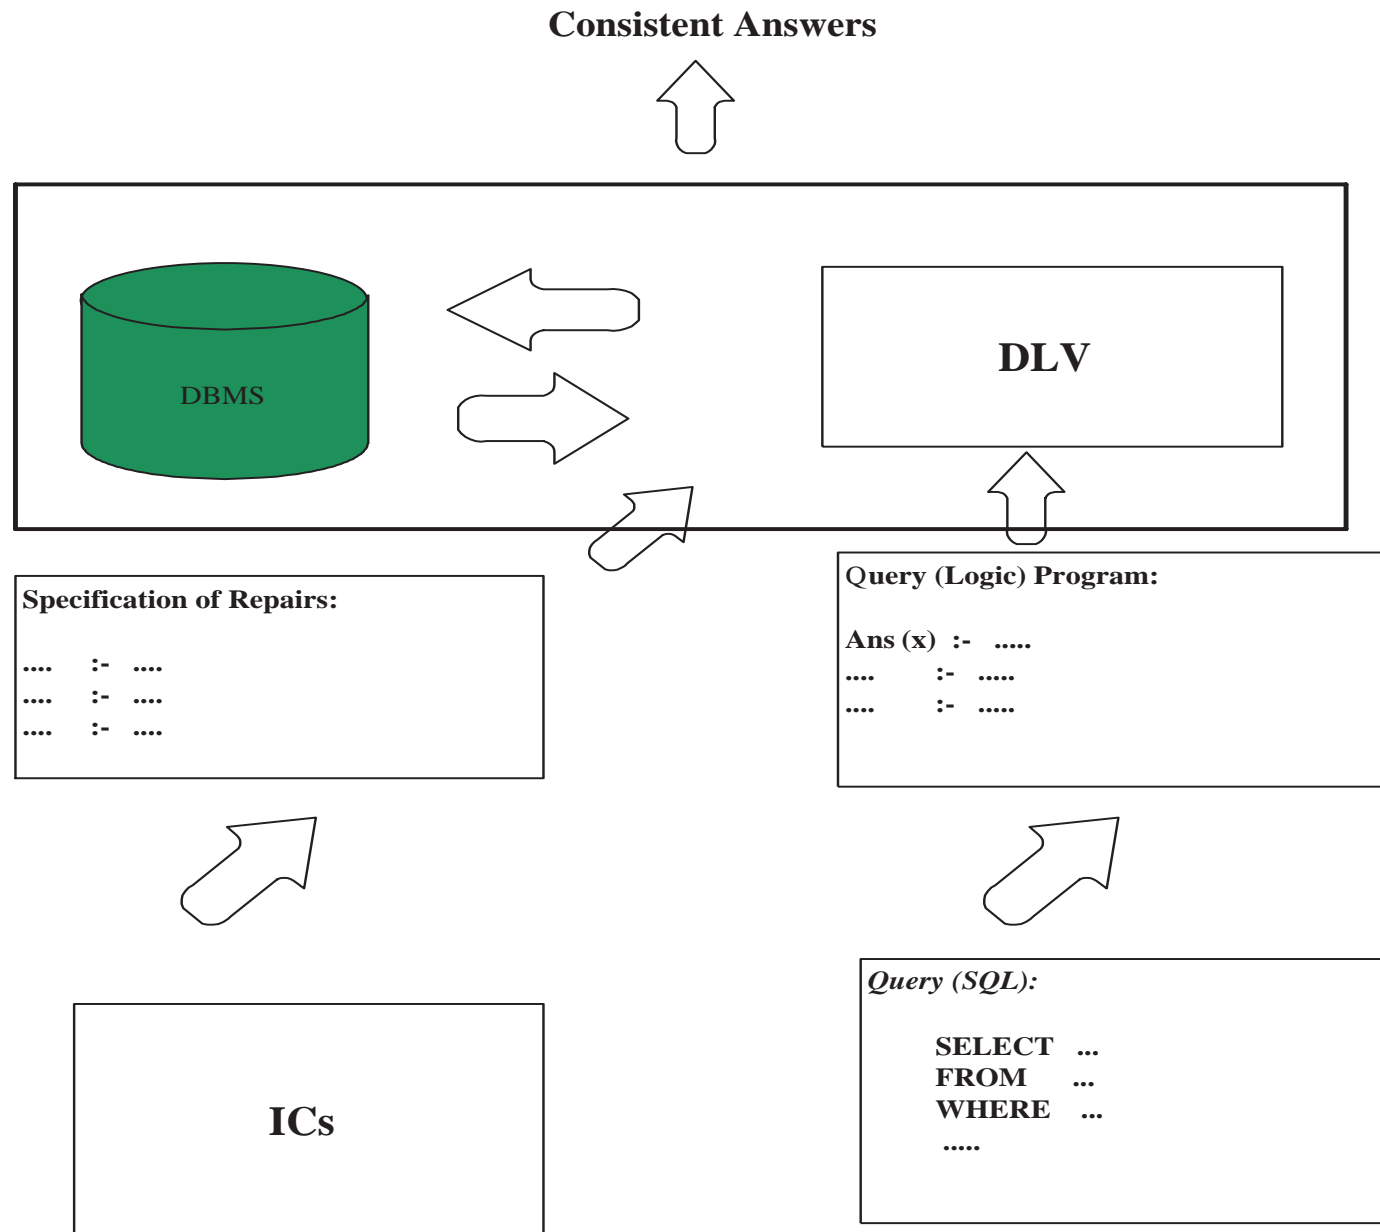 Consistent Answers
DBMS
DLV
Specification of Repairs:
.... :- ....
.... :- ....
.... :- ....
Query (Logic) Program:
Ans (x) :- .....
.... :- .....
.... :- .....
ICs
Query (SQL):
SELECT ...
FROM ...
WHERE ...
.....